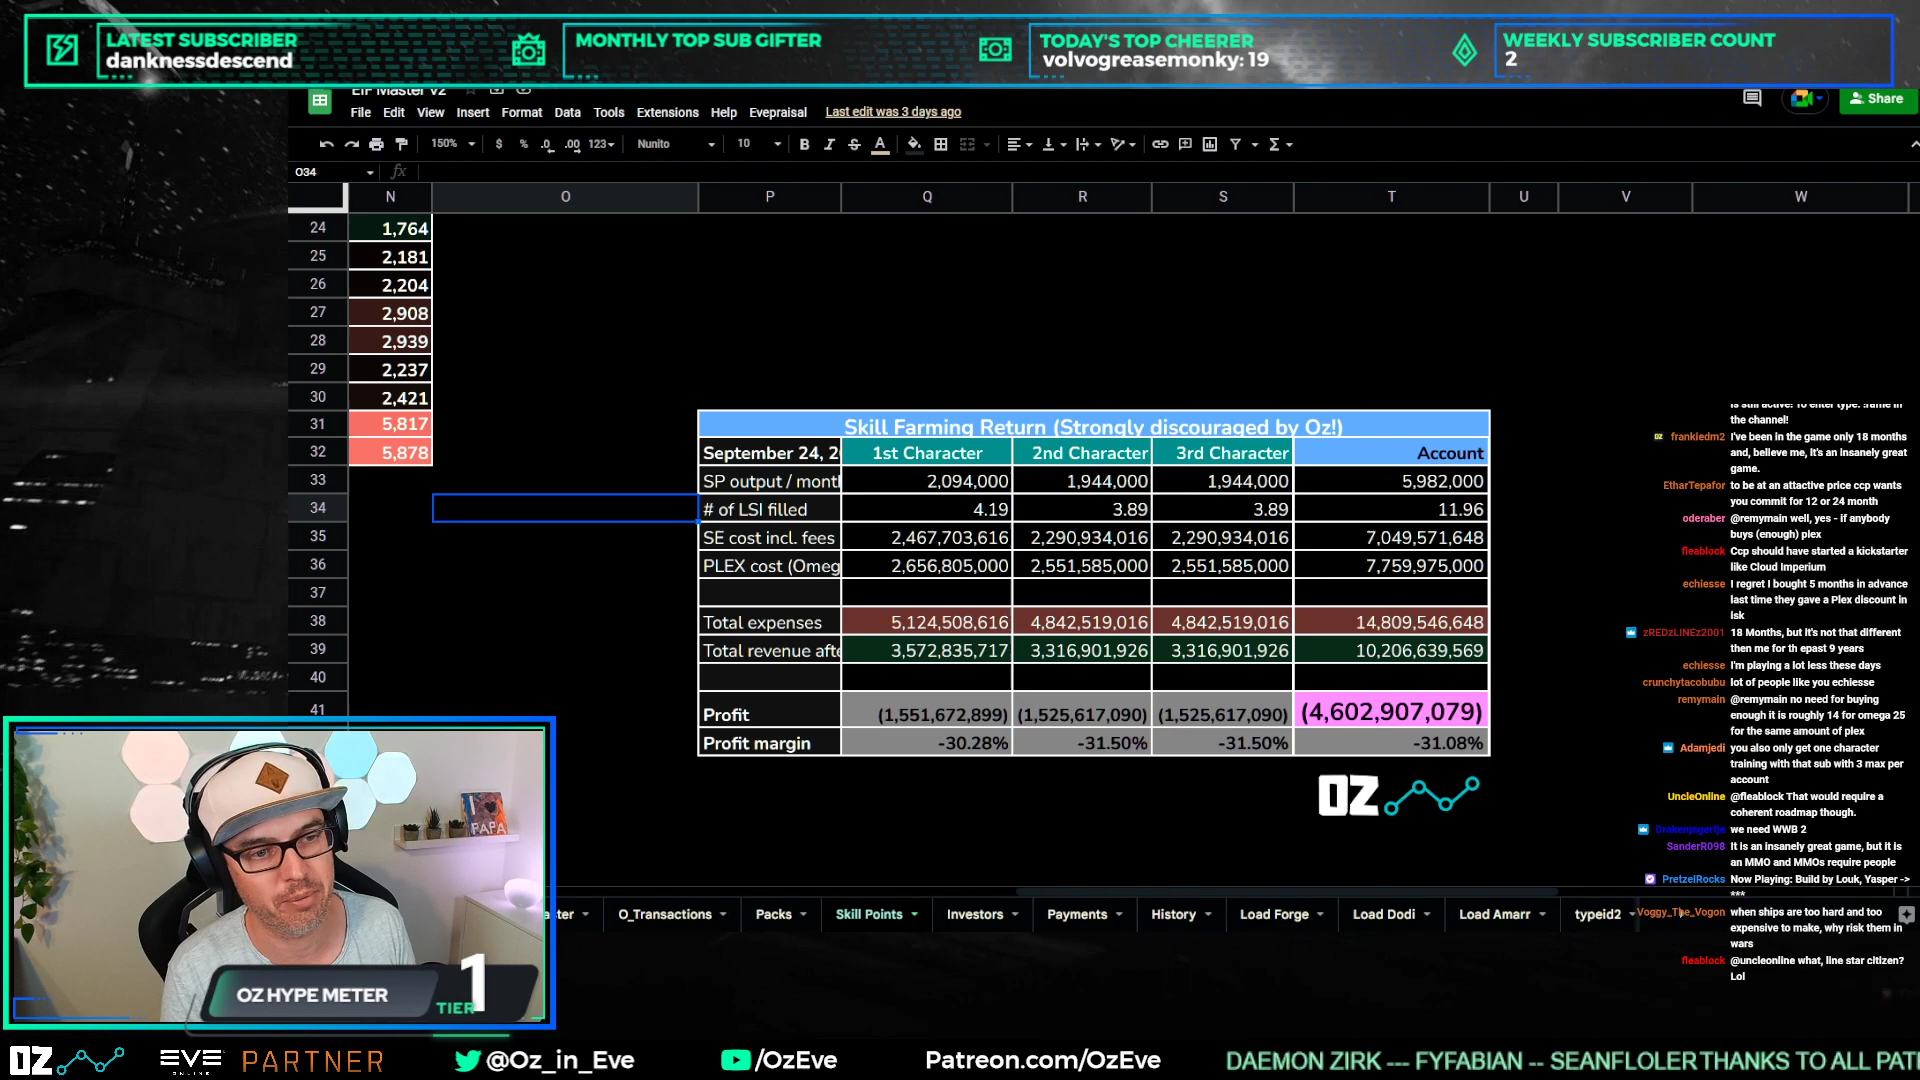 LATEST SUBSCRIBER
danknessdescend
MONTHLY TOP SUB GIFTER
TODAY'S TOP CHEERER
volvogreasemonky: 19
WEEKLY SUBSCRIBER COUNT
2
EIF Master v2
File Edit View Insert Format Data Tools Extensions Help Evepraisal Last edit was 3 days ago
Share
150% $ % .0 .00 123 Nunito 10 B I S A
O34 fx
N O P Q R S T U V W
24 1,764
25 2,181
26 2,204
27 2,908
28 2,939
29 2,237
30 2,421
31 5,817 Skill Farming Return (Strongly discouraged by Oz!)
32 5,878 September 24, 2 1st Character 2nd Character 3rd Character Account
33 SP output / mont 2,094,000 1,944,000 1,944,000 5,982,000
34 # of LSI filled 4.19 3.89 3.89 11.96
35 SE cost incl. fees 2,467,703,616 2,290,934,016 2,290,934,016 7,049,571,648
36 PLEX cost (Omeg 2,656,805,000 2,551,585,000 2,551,585,000 7,759,975,000
37
38 Total expenses 5,124,508,616 4,842,519,016 4,842,519,016 14,809,546,648
39 Total revenue afte 3,572,835,717 3,316,901,926 3,316,901,926 10,206,639,569
40
41 Profit (1,551,672,899) (1,525,617,090) (1,525,617,090) (4,602,907,079)
Profit margin -30.28% -31.50% -31.50% -31.08%
OZ
O_Transactions Packs Skill Points Investors Payments History Load Forge Load Dodi Load Amarr typeid2
is still active! To enter type: !frame in
the channel!
frankiedm2 I've been in the game only 18 months
and, believe me, it's an insanely great
game.
EtharTepafor to be at an attactive price ccp wants
you commit for 12 or 24 month
oderaber @remymain well, yes - if anybody
buys (enough) plex
fleablock Ccp should have started a kickstarter
like Cloud Imperium
echiesse I regret I bought 5 months in advance
last time they gave a Plex discount in
isk
zREDzLINEz2001 18 Months, but It's not that different
then me for th epast 9 years
echiesse I'm playing a lot less these days
crunchytacobubu lot of people like you echiesse
remymain @remymain no need for buying
enough it is roughly 14 for omega 25
for the same amount of plex
Adamjedi you also only get one character
training with that sub with 3 max per
account
UncleOnline @fleablock That would require a
coherent roadmap though.
we need WWB 2
SanderR098 It is an insanely great game, but it is
an MMO and MMOs require people
PretzelRocks Now Playing: Build by Louk, Yasper ->
***
Voggy_The_Vogon when ships are too hard and too
expensive to make, why risk them in
wars
fleablock @uncleonline what, line star citizen?
Lol
PAPA
OZ HYPE METER
TIER 1
OZ
EVE ONLINE PARTNER
@Oz_in_Eve
/OzEve
Patreon.com/OzEve
DAEMON ZIRK --- FYFABIAN -- SEANFLOLER THANKS TO ALL PAT